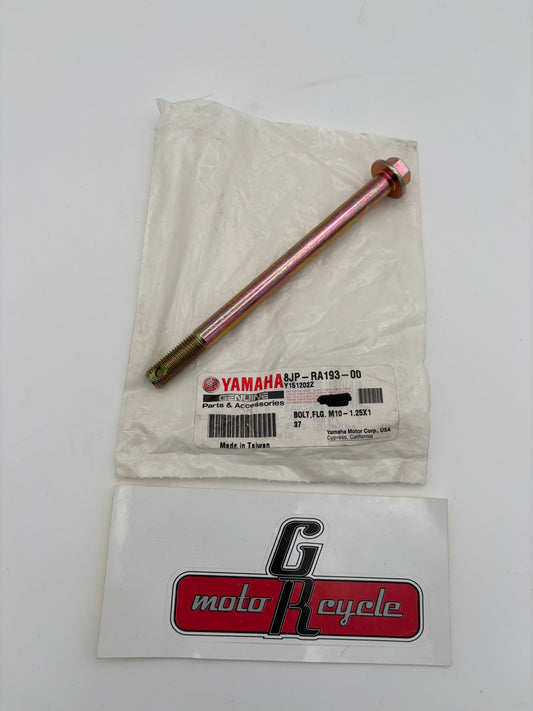 YAMAHA 8JP-RA193-00
Y151202Z
GENUINE
Parts & Accessories
BOLT,FLG. M10-1.25X1
37
Yamaha Motor Corp., USA
Cypress, California
Made in Taiwan
GR
moto cycle